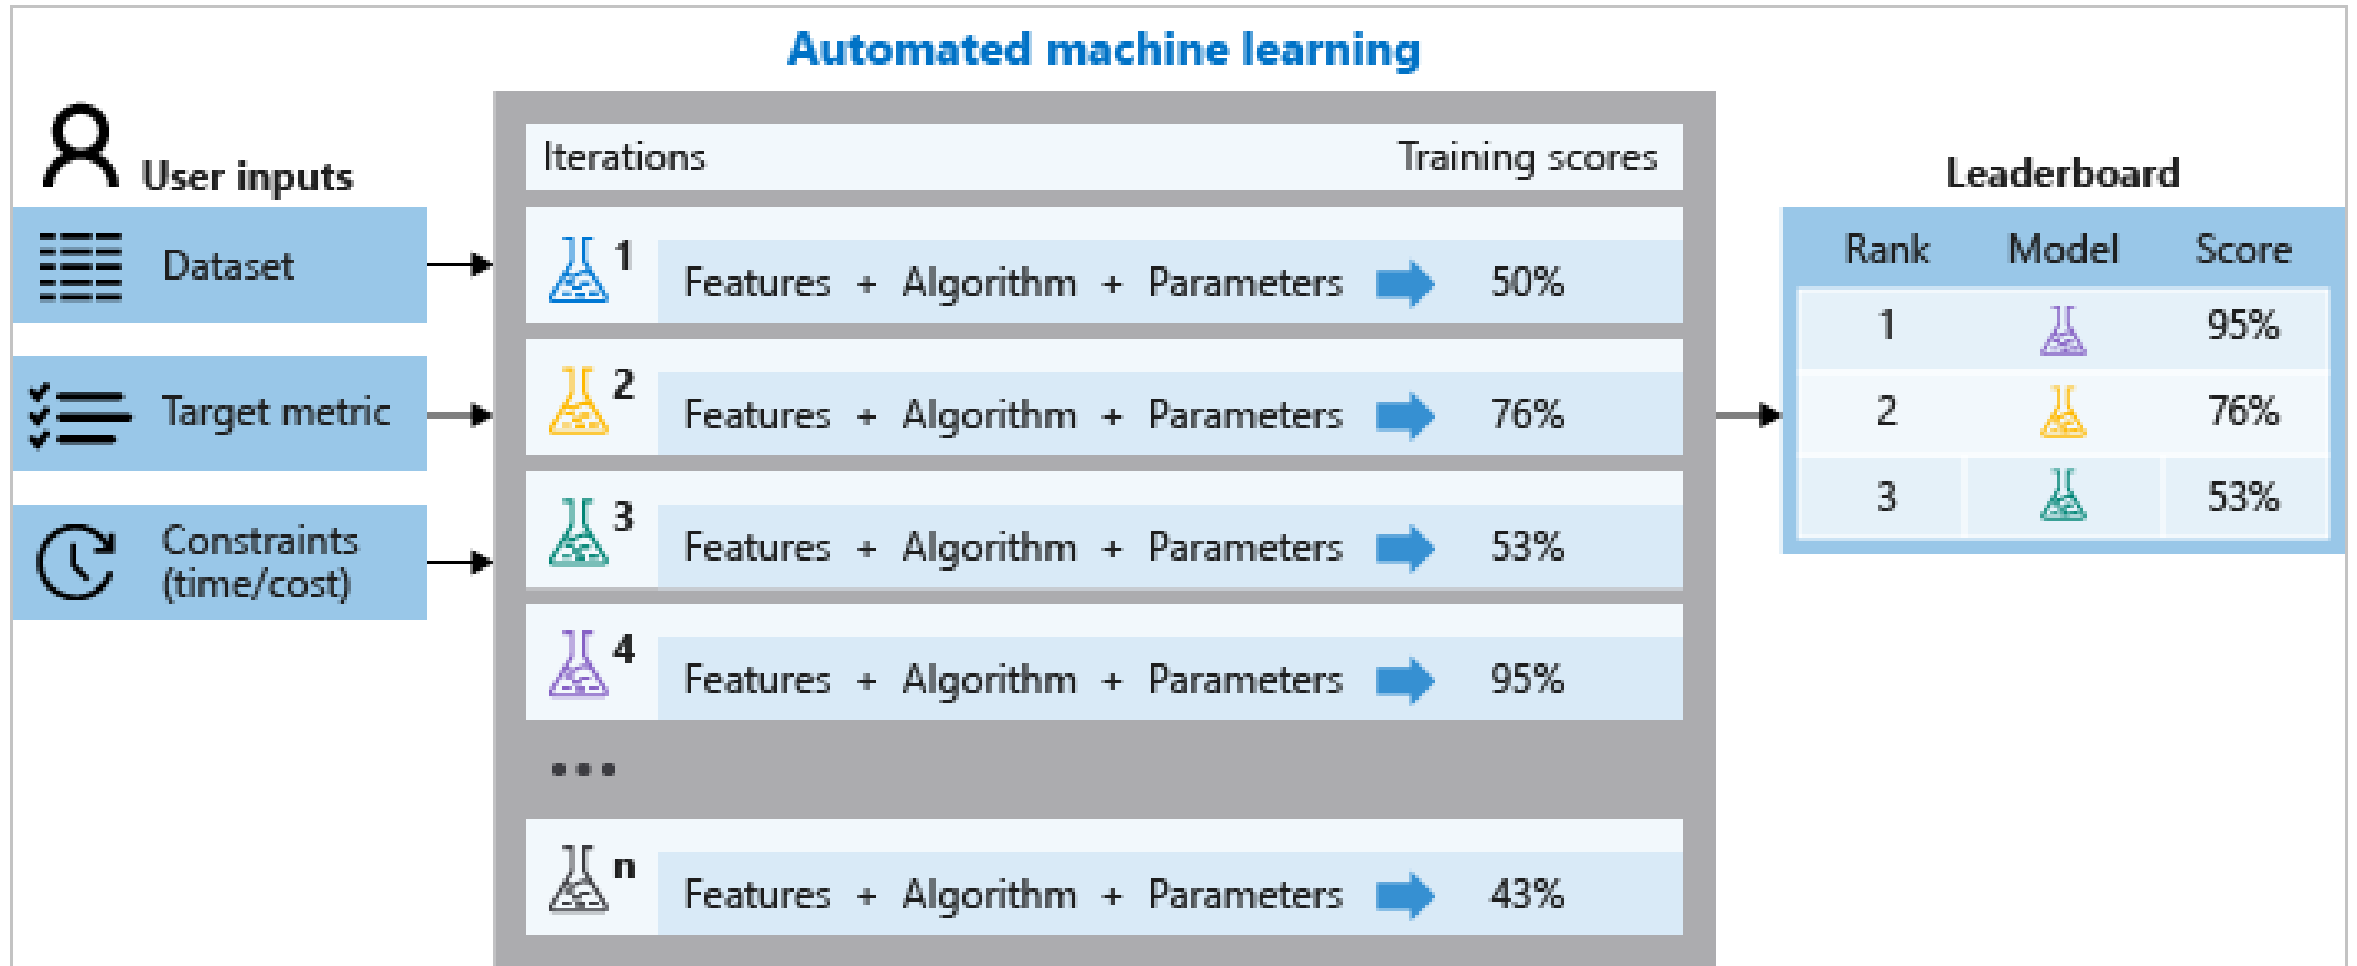 Automated machine learning
User inputs
Dataset
Target metric
Constraints
(time/cost)
Iterations Training scores
1 Features + Algorithm + Parameters 50%
2 Features + Algorithm + Parameters 76%
3 Features + Algorithm + Parameters 53%
4 Features + Algorithm + Parameters 95%
...
n Features + Algorithm + Parameters 43%
Leaderboard
Rank Model Score
1 95%
2 76%
3 53%